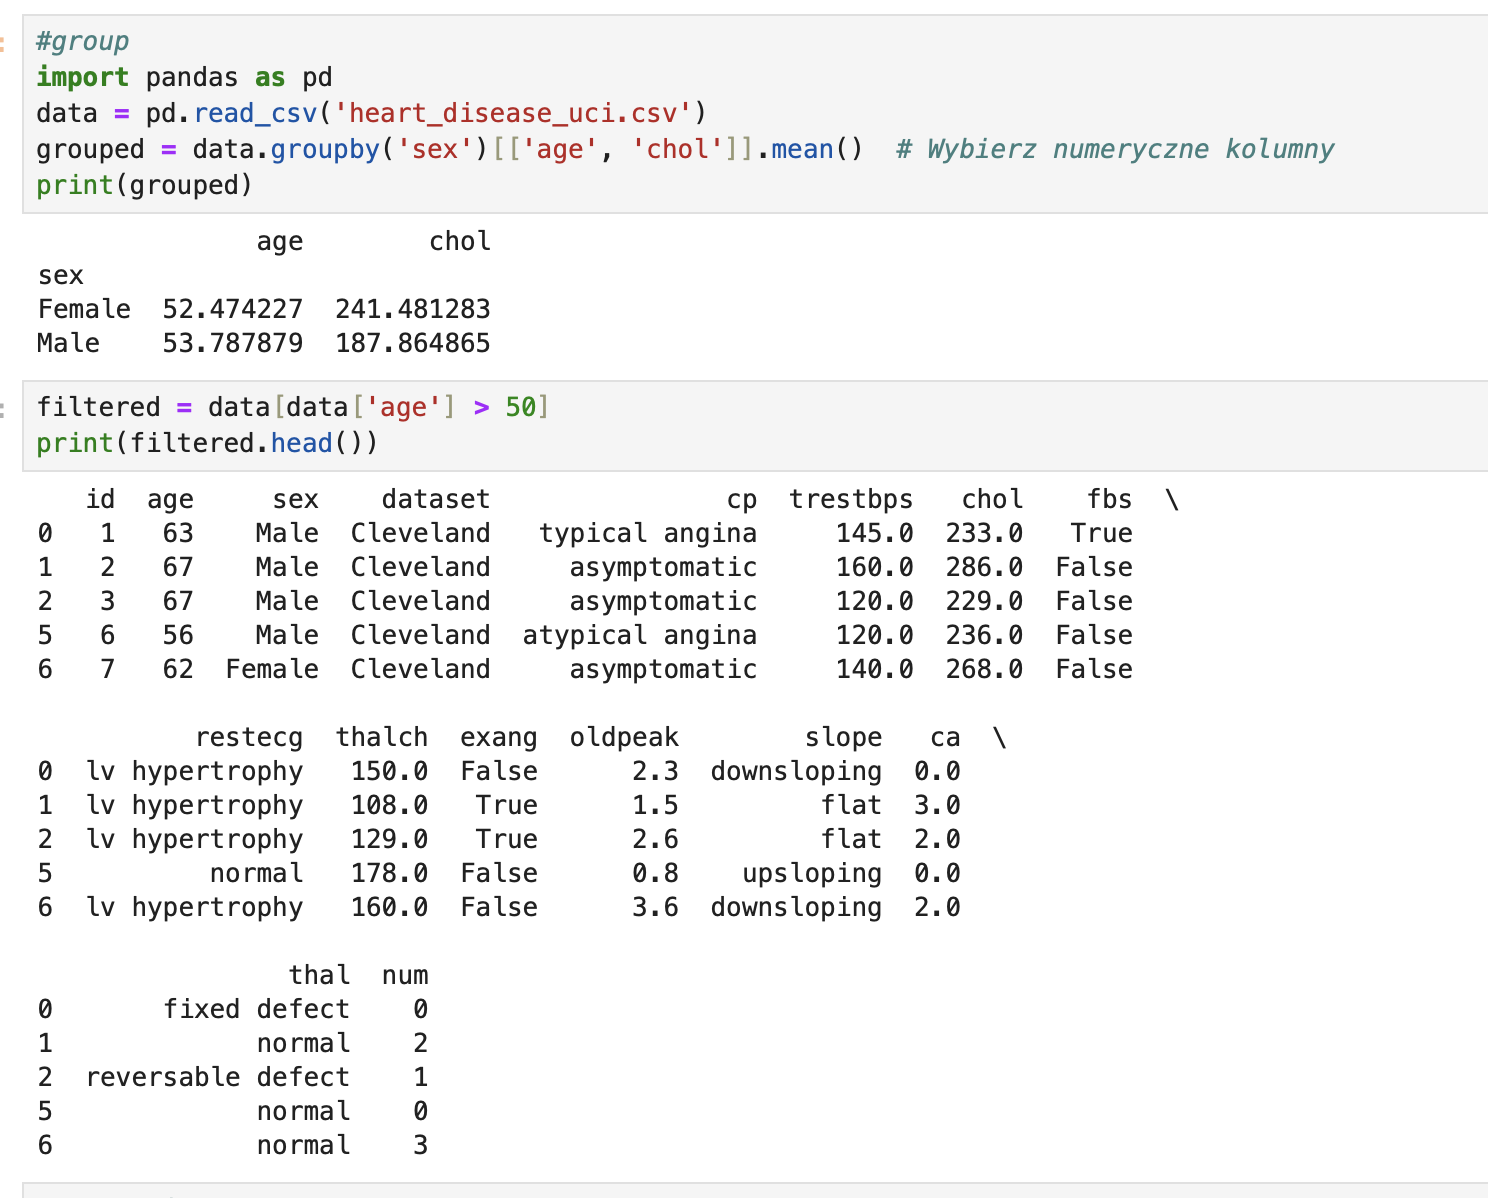 #group
import pandas as pd
data = pd.read_csv('heart_disease_uci.csv')
grouped = data.groupby('sex')[['age', 'chol']].mean()  # Wybierz numeryczne kolumny
print(grouped)
              age        chol
sex
Female  52.474227  241.481283
Male    53.787879  187.864865
filtered = data[data['age'] > 50]
print(filtered.head())
   id  age     sex    dataset               cp  trestbps   chol    fbs  \
0   1   63    Male  Cleveland   typical angina     145.0  233.0   True
1   2   67    Male  Cleveland     asymptomatic     160.0  286.0  False
2   3   67    Male  Cleveland     asymptomatic     120.0  229.0  False
5   6   56    Male  Cleveland  atypical angina     120.0  236.0  False
6   7   62  Female  Cleveland     asymptomatic     140.0  268.0  False
          restecg  thalch  exang  oldpeak        slope   ca  \
0  lv hypertrophy   150.0  False      2.3  downsloping  0.0
1  lv hypertrophy   108.0   True      1.5         flat  3.0
2  lv hypertrophy   129.0   True      2.6         flat  2.0
5          normal   178.0  False      0.8    upsloping  0.0
6  lv hypertrophy   160.0  False      3.6  downsloping  2.0
                thal  num
0       fixed defect    0
1             normal    2
2  reversable defect    1
5             normal    0
6             normal    3